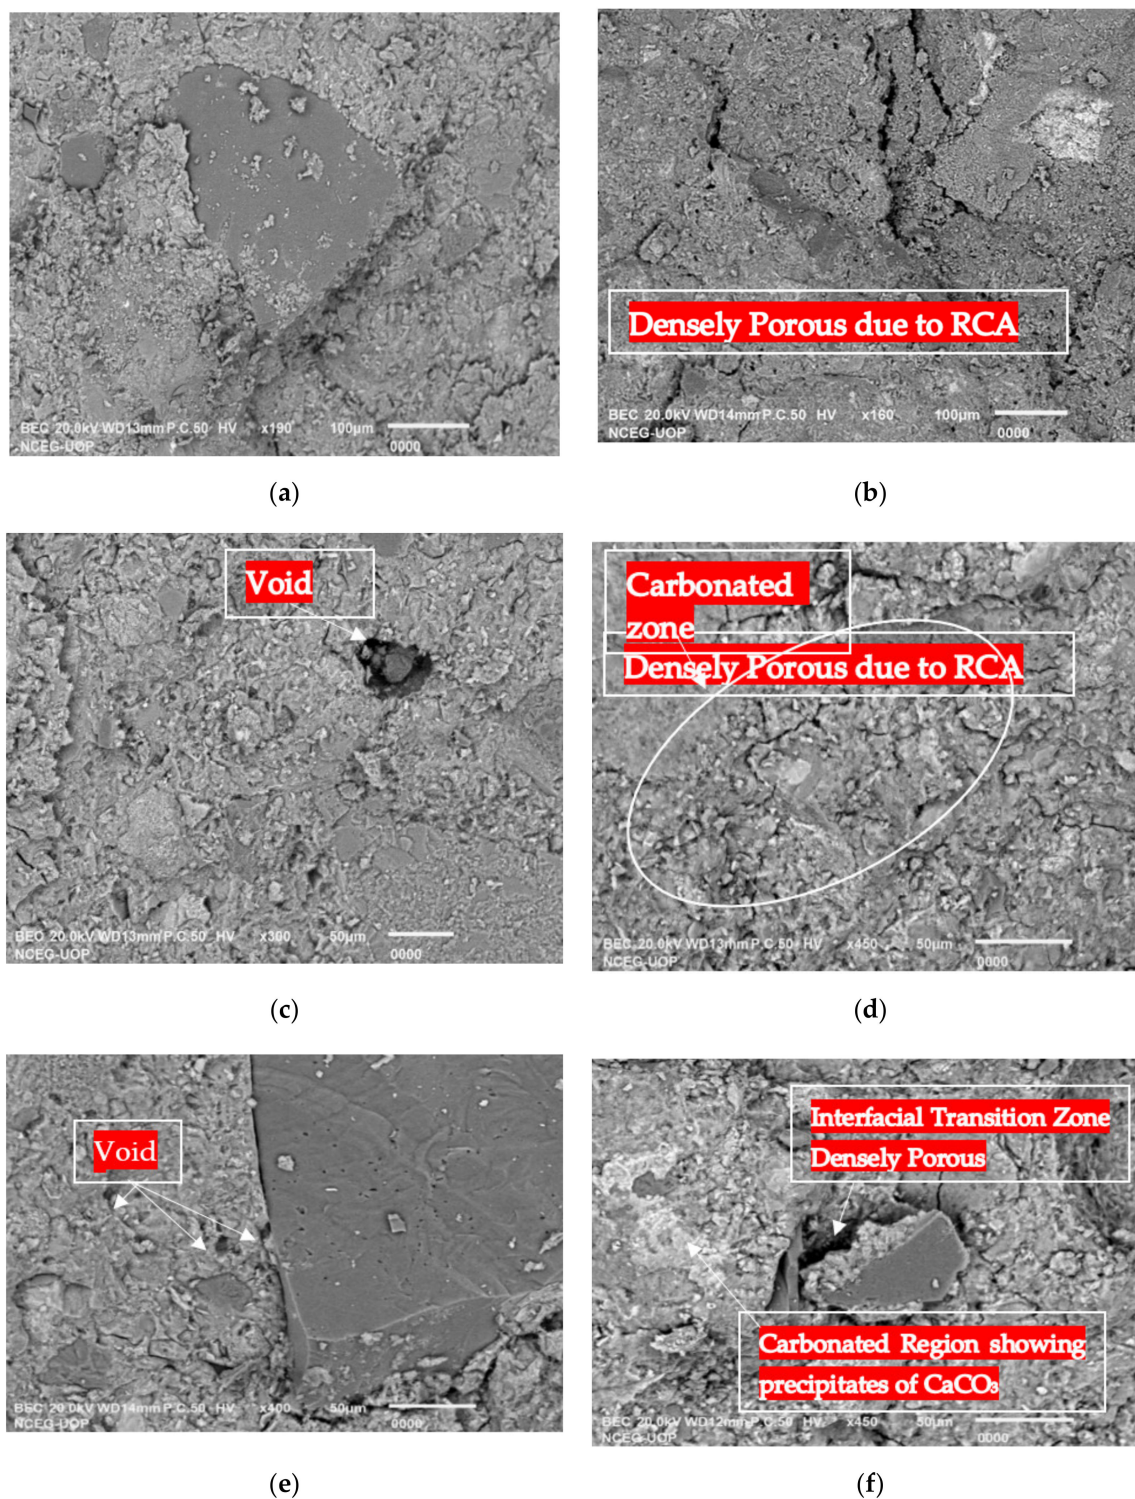 BEC 20.0kV WD13mm P.C.50 HV x190 100µm
NCEG-UOP 0000
(a)
Densely Porous due to RCA
BEC 20.0kV WD14mm P.C.50 HV x160 100µm
NCEG-UOP 0000
(b)
Void
BEC 20.0kV WD13mm P.C.50 HV x300 50µm
NCEG-UOP 0000
(c)
Carbonated
zone
Densely Porous due to RCA
BEC 20.0kV WD13mm P.C.50 HV x450 50µm
NCEG-UOP 0000
(d)
Void
BEC 20.0kV WD14mm P.C.50 HV x400 50µm
NCEG-UOP 0000
(e)
Interfacial Transition Zone
Densely Porous
Carbonated Region showing
precipitates of CaCO₃
BEC 20.0kV WD12mm P.C.50 HV x450 50µm
NCEG-UOP 0000
(f)